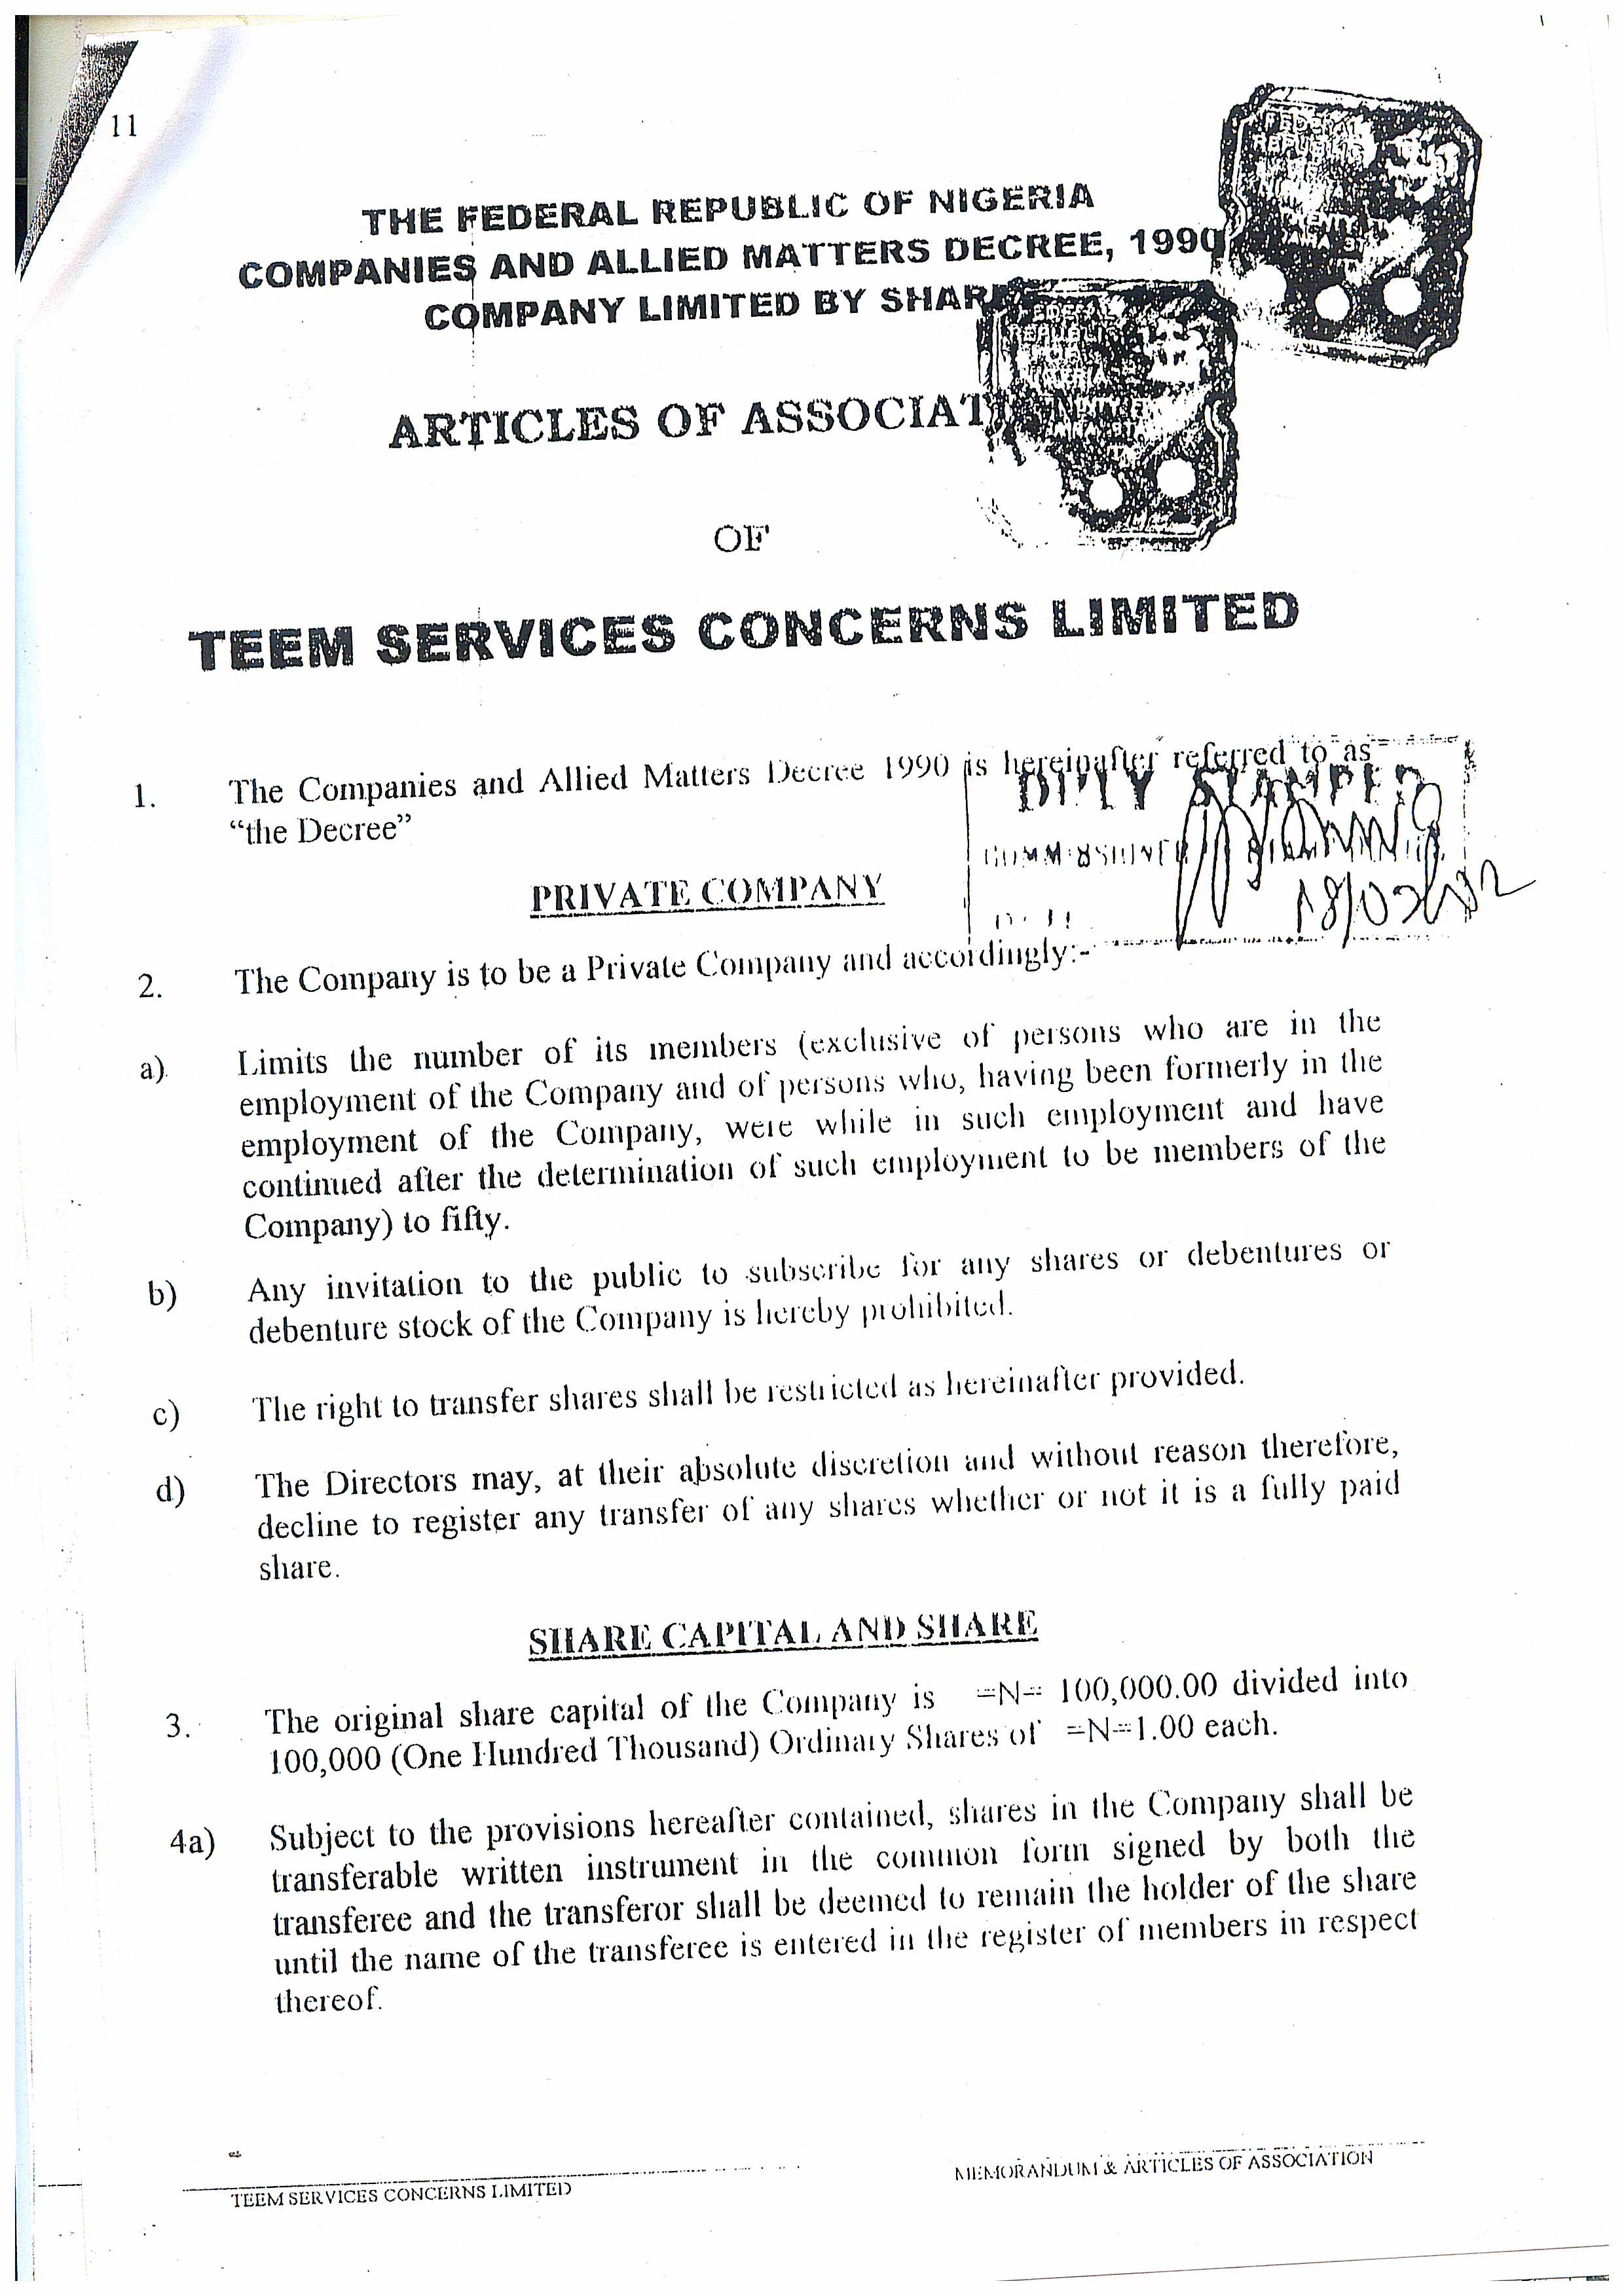 11
THE FEDERAL REPUBLIC OF NIGERIA
COMPANIES AND ALLIED MATTERS DECREE, 1990
COMPANY LIMITED BY SHAR
FEDERAL
REPUBLIC
FEDERAL
REPUBLIC
ARTICLES OF ASSOCIAT
OF
TEEM SERVICES CONCERNS LIMITED
1. The Companies and Allied Matters Decree 1990 is hereinafter referred to as
“the Decree”
DULY STAMPED
COMMISSIONER
PRIVATE COMPANY
2. The Company is to be a Private Company and accordingly:-
a) Limits the number of its members (exclusive of persons who are in the
employment of the Company and of persons who, having been formerly in the
employment of the Company, were while in such employment and have
continued after the determination of such employment to be members of the
Company) to fifty.
b) Any invitation to the public to subscribe for any shares or debentures or
debenture stock of the Company is hereby prohibited.
c) The right to transfer shares shall be restricted as hereinafter provided.
d) The Directors may, at their absolute discretion and without reason therefore,
decline to register any transfer of any shares whether or not it is a fully paid
share.
SHARE CAPITAL AND SHARE
3. The original share capital of the Company is =N= 100,000.00 divided into
100,000 (One Hundred Thousand) Ordinary Shares of =N=1.00 each.
4a) Subject to the provisions hereafter contained, shares in the Company shall be
transferable written instrument in the common form signed by both the
transferee and the transferor shall be deemed to remain the holder of the share
until the name of the transferee is entered in the register of members in respect
thereof.
TEEM SERVICES CONCERNS LIMITED
MEMORANDUM & ARTICLES OF ASSOCIATION